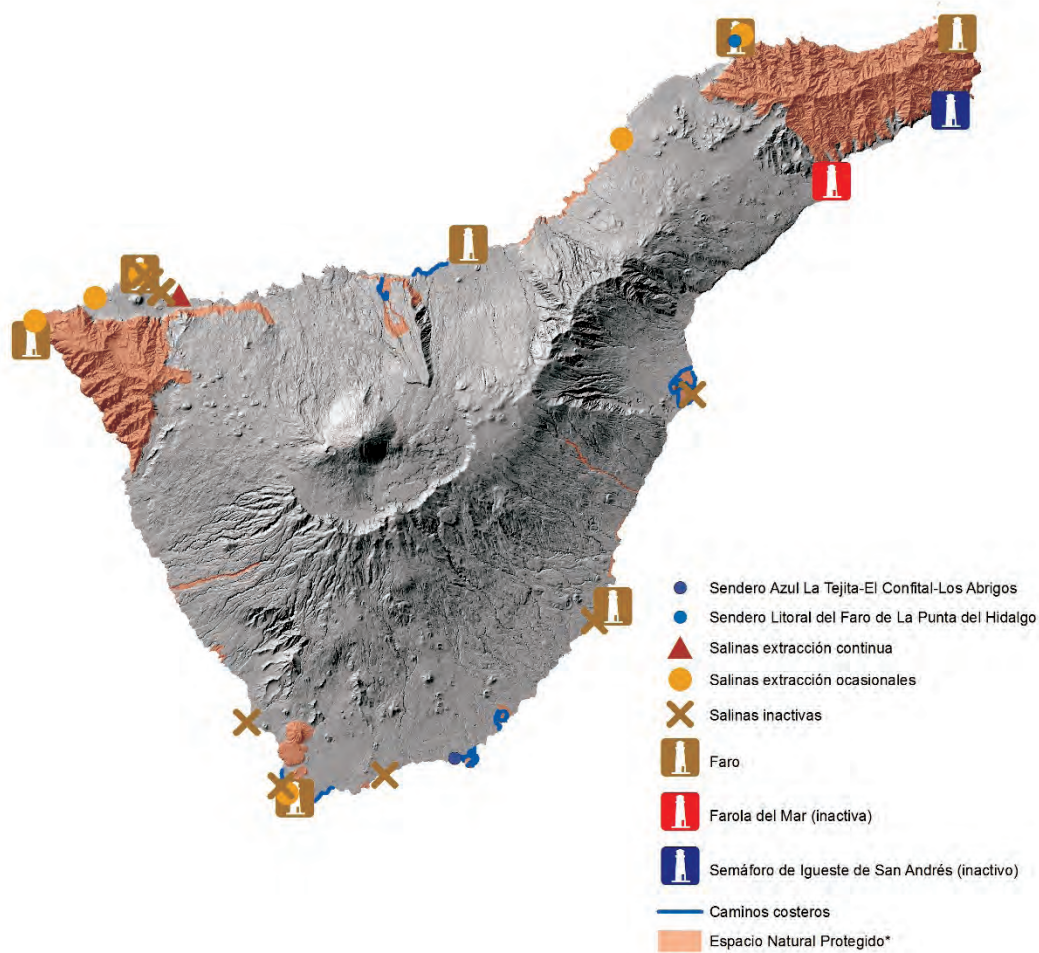 Sendero Azul La Tejita-El Confital-Los Abrigos
Sendero Litoral del Faro de La Punta del Hidalgo
Salinas extracción continua
Salinas extracción ocasionales
Salinas inactivas
Faro
Farola del Mar (inactiva)
Semáforo de Igueste de San Andrés (inactivo)
Caminos costeros
Espacio Natural Protegido*